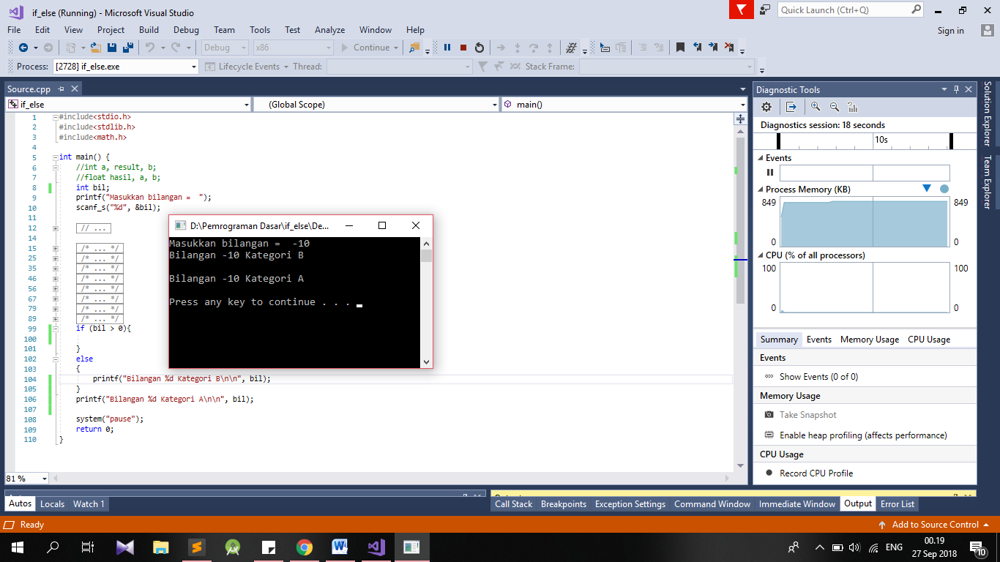 if_else (Running) - Microsoft Visual Studio
Quick Launch (Ctrl+Q)
File Edit View Project Build Debug Team Tools Test Analyze Window Help
Sign in
Debug x86 Continue
Process: [2728] if_else.exe Lifecycle Events Thread: Stack Frame:
Source.cpp
if_else (Global Scope) main()
1 #include<stdio.h>
2 #include<stdlib.h>
3 #include<math.h>
4
5 int main() {
6 //int a, result, b;
7 //float hasil, a, b;
8 int bil;
9 printf("Masukkan bilangan =  ");
10 scanf_s("%d", &bil);
11
12 // ...
14
15 /* ... */
25 /* ... */
35 /* ... */
46 /* ... */
56 /* ... */
67 /* ... */
79 /* ... */
89 /* ... */
99 if (bil > 0){
100
101 }
102 else
103 {
104 printf("Bilangan %d Kategori B\n\n", bil);
105 }
106 printf("Bilangan %d Kategori A\n\n", bil);
107
108 system("pause");
109 return 0;
110 }
81 %
D:\Pemrograman Dasar\if_else\De...
Masukkan bilangan =  -10
Bilangan -10 Kategori B
Bilangan -10 Kategori A
Press any key to continue . . .
Diagnostic Tools
Diagnostics session: 18 seconds
10s
Events
Process Memory (KB)
849 849
0 0
CPU (% of all processors)
100 100
0 0
Summary Events Memory Usage CPU Usage
Events
Show Events (0 of 0)
Memory Usage
Take Snapshot
Enable heap profiling (affects performance)
CPU Usage
Record CPU Profile
Solution Explorer
Team Explorer
Autos Locals Watch 1
Call Stack Breakpoints Exception Settings Command Window Immediate Window Output Error List
Ready
Add to Source Control
ENG
00.19
27 Sep 2018
10